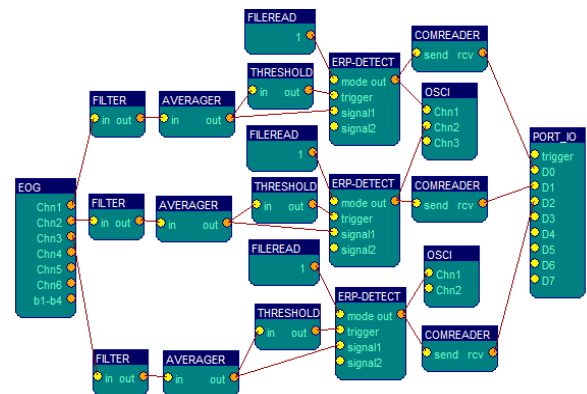 FILEREAD
1
COMREADER
send rcv
ERP-DETECT
mode out
trigger
signal1
signal2
THRESHOLD
in out
OSCI
Chn1
Chn2
Chn3
FILTER
in out
AVERAGER
in out
FILEREAD
1
PORT_IO
trigger
D0
D1
D2
D3
D4
D5
D6
D7
EOG
Chn1
Chn2
Chn3
Chn4
Chn5
Chn6
b1-b4
FILTER
in out
AVERAGER
in out
THRESHOLD
in out
ERP-DETECT
mode out
trigger
signal1
signal2
COMREADER
send rcv
FILEREAD
1
OSCI
Chn1
Chn2
ERP-DETECT
mode out
trigger
signal1
signal2
THRESHOLD
in out
COMREADER
send rcv
FILTER
in out
AVERAGER
in out